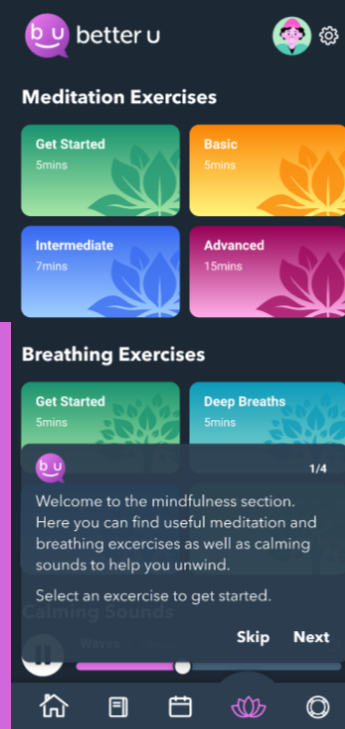 b u better u
Meditation Exercises
Get Started Basic
5mins 5mins
Intermediate Advanced
7mins 15mins
Breathing Exercises
Get Started Deep Breaths
5mins 5mins
b u 1/4
Welcome to the mindfulness section.
Here you can find useful meditation and
breathing excercises as well as calming
sounds to help you unwind.
Select an excercise to get started.
Calming Sounds
Skip Next
Waves